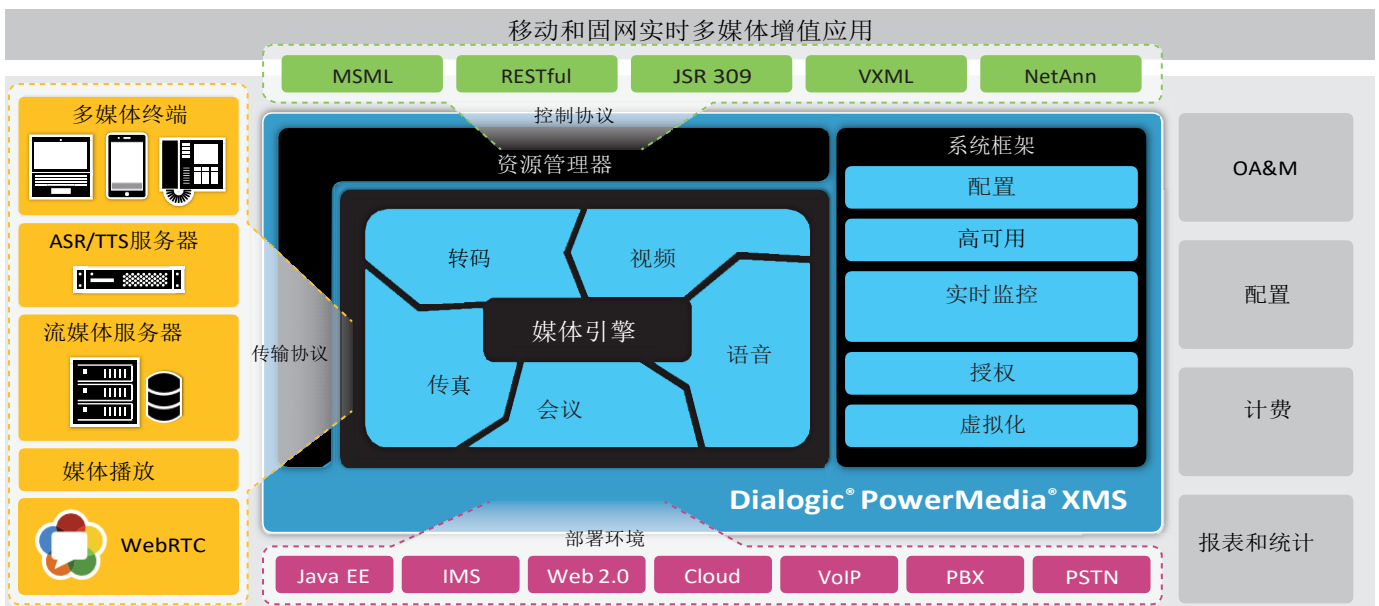 移动和固网实时多媒体增值应用
MSML
RESTful
JSR 309
VXML
NetAnn
控制协议
多媒体终端
ASR/TTS服务器
流媒体服务器
媒体播放
WebRTC
传输协议
资源管理器
转码
视频
媒体引擎
语音
传真
会议
系统框架
配置
高可用
实时监控
授权
虚拟化
Dialogic® PowerMedia® XMS
部署环境
Java EE
IMS
Web 2.0
Cloud
VoIP
PBX
PSTN
OA&M
配置
计费
报表和统计